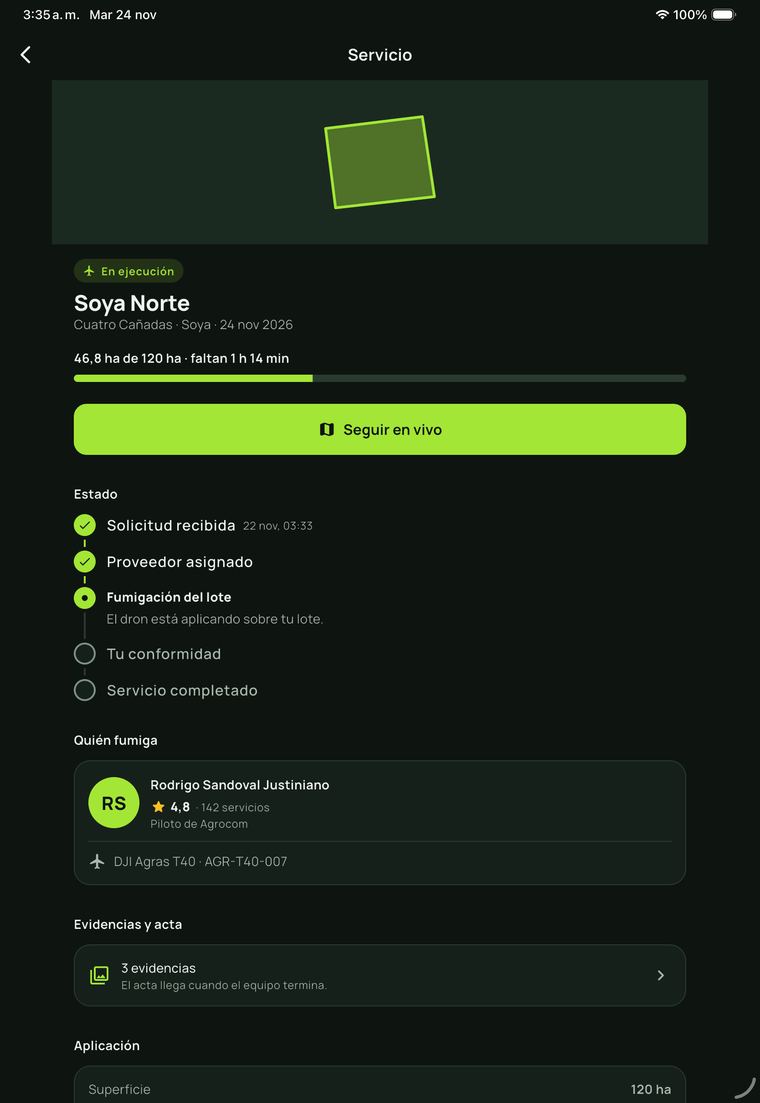 3:35 a. m. Mar 24 nov
100%
Servicio
En ejecución
Soya Norte
Cuatro Cañadas · Soya · 24 nov 2026
46,8 ha de 120 ha · faltan 1 h 14 min
Seguir en vivo
Estado
Solicitud recibida 22 nov, 03:33
Proveedor asignado
Fumigación del lote
El dron está aplicando sobre tu lote.
Tu conformidad
Servicio completado
Quién fumiga
RS
Rodrigo Sandoval Justiniano
4,8 · 142 servicios
Piloto de Agrocom
DJI Agras T40 · AGR-T40-007
Evidencias y acta
3 evidencias
El acta llega cuando el equipo termina.
Aplicación
Superficie 120 ha